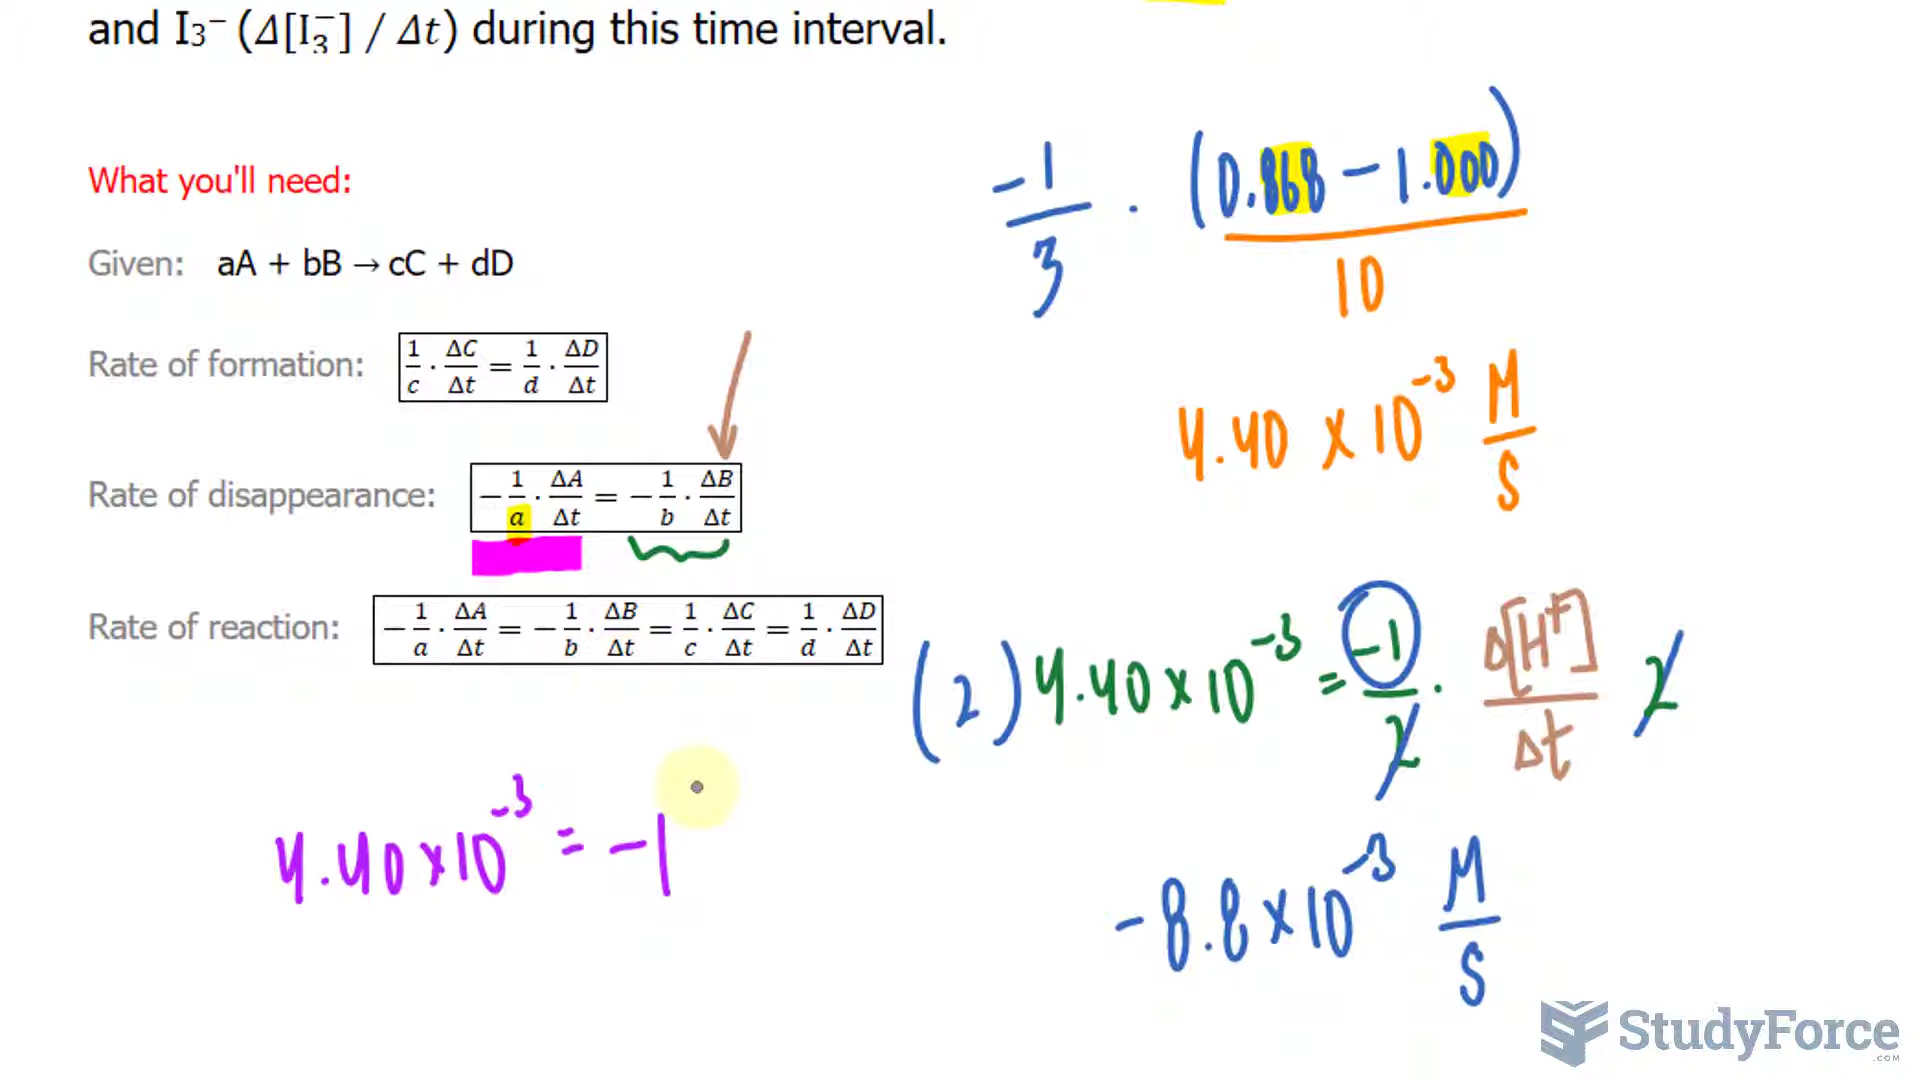 and I₃⁻ (Δ[I₃⁻] / Δt) during this time interval.
What you'll need:
Given: aA + bB → cC + dD
Rate of formation: 1/c · ΔC/Δt = 1/d · ΔD/Δt
Rate of disappearance: −1/a · ΔA/Δt = −1/b · ΔB/Δt
Rate of reaction: −1/a · ΔA/Δt = −1/b · ΔB/Δt = 1/c · ΔC/Δt = 1/d · ΔD/Δt
4.40 × 10⁻³ = −1
−1/3 · (0.868 − 1.000)/10
4.40 × 10⁻³ M/S
(2) 4.40 × 10⁻³ = −1/2 · Δ[H⁺]/Δt 2
−8.8 × 10⁻³ M/S
StudyForce
.COM